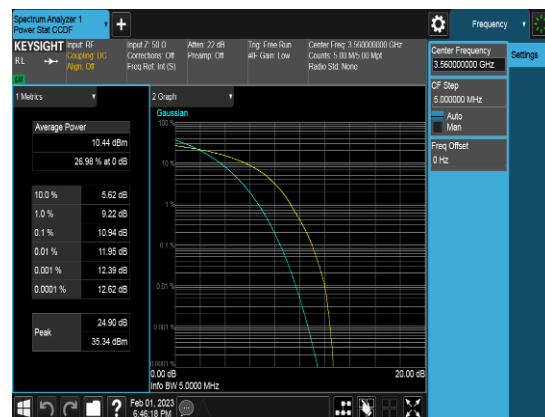 Spectrum Analyzer 1
Power Stat CCDF
+
Frequency
KEYSIGHT
RL
Input: RF
Coupling: DC
Align: Off
Input Z: 50 Ω
Corrections: Off
Freq Ref: Int (S)
Atten: 22 dB
Preamp: Off
Trig: Free Run
#IF Gain: Low
Center Freq: 3.560000000 GHz
Counts: 5.00 M/5.00 Mpt
Radio Std: None
Center Frequency
3.560000000 GHz
Settings
CF Step
5.000000 MHz
Auto
Man
Freq Offset
0 Hz
1 Metrics
Average Power
10.44 dBm
26.98 % at 0 dB
10.0 % 5.62 dB
1.0 % 9.22 dB
0.1 % 10.94 dB
0.01 % 11.95 dB
0.001 % 12.39 dB
0.0001 % 12.62 dB
Peak
24.90 dB
35.34 dBm
2 Graph
Gaussian
100 %
10 %
1 %
0.1 %
0.01 %
0.001 %
0.0001 %
0.00 dB
20.00 dB
Info BW 5.0000 MHz
?
Feb 01, 2023
6:46:18 PM